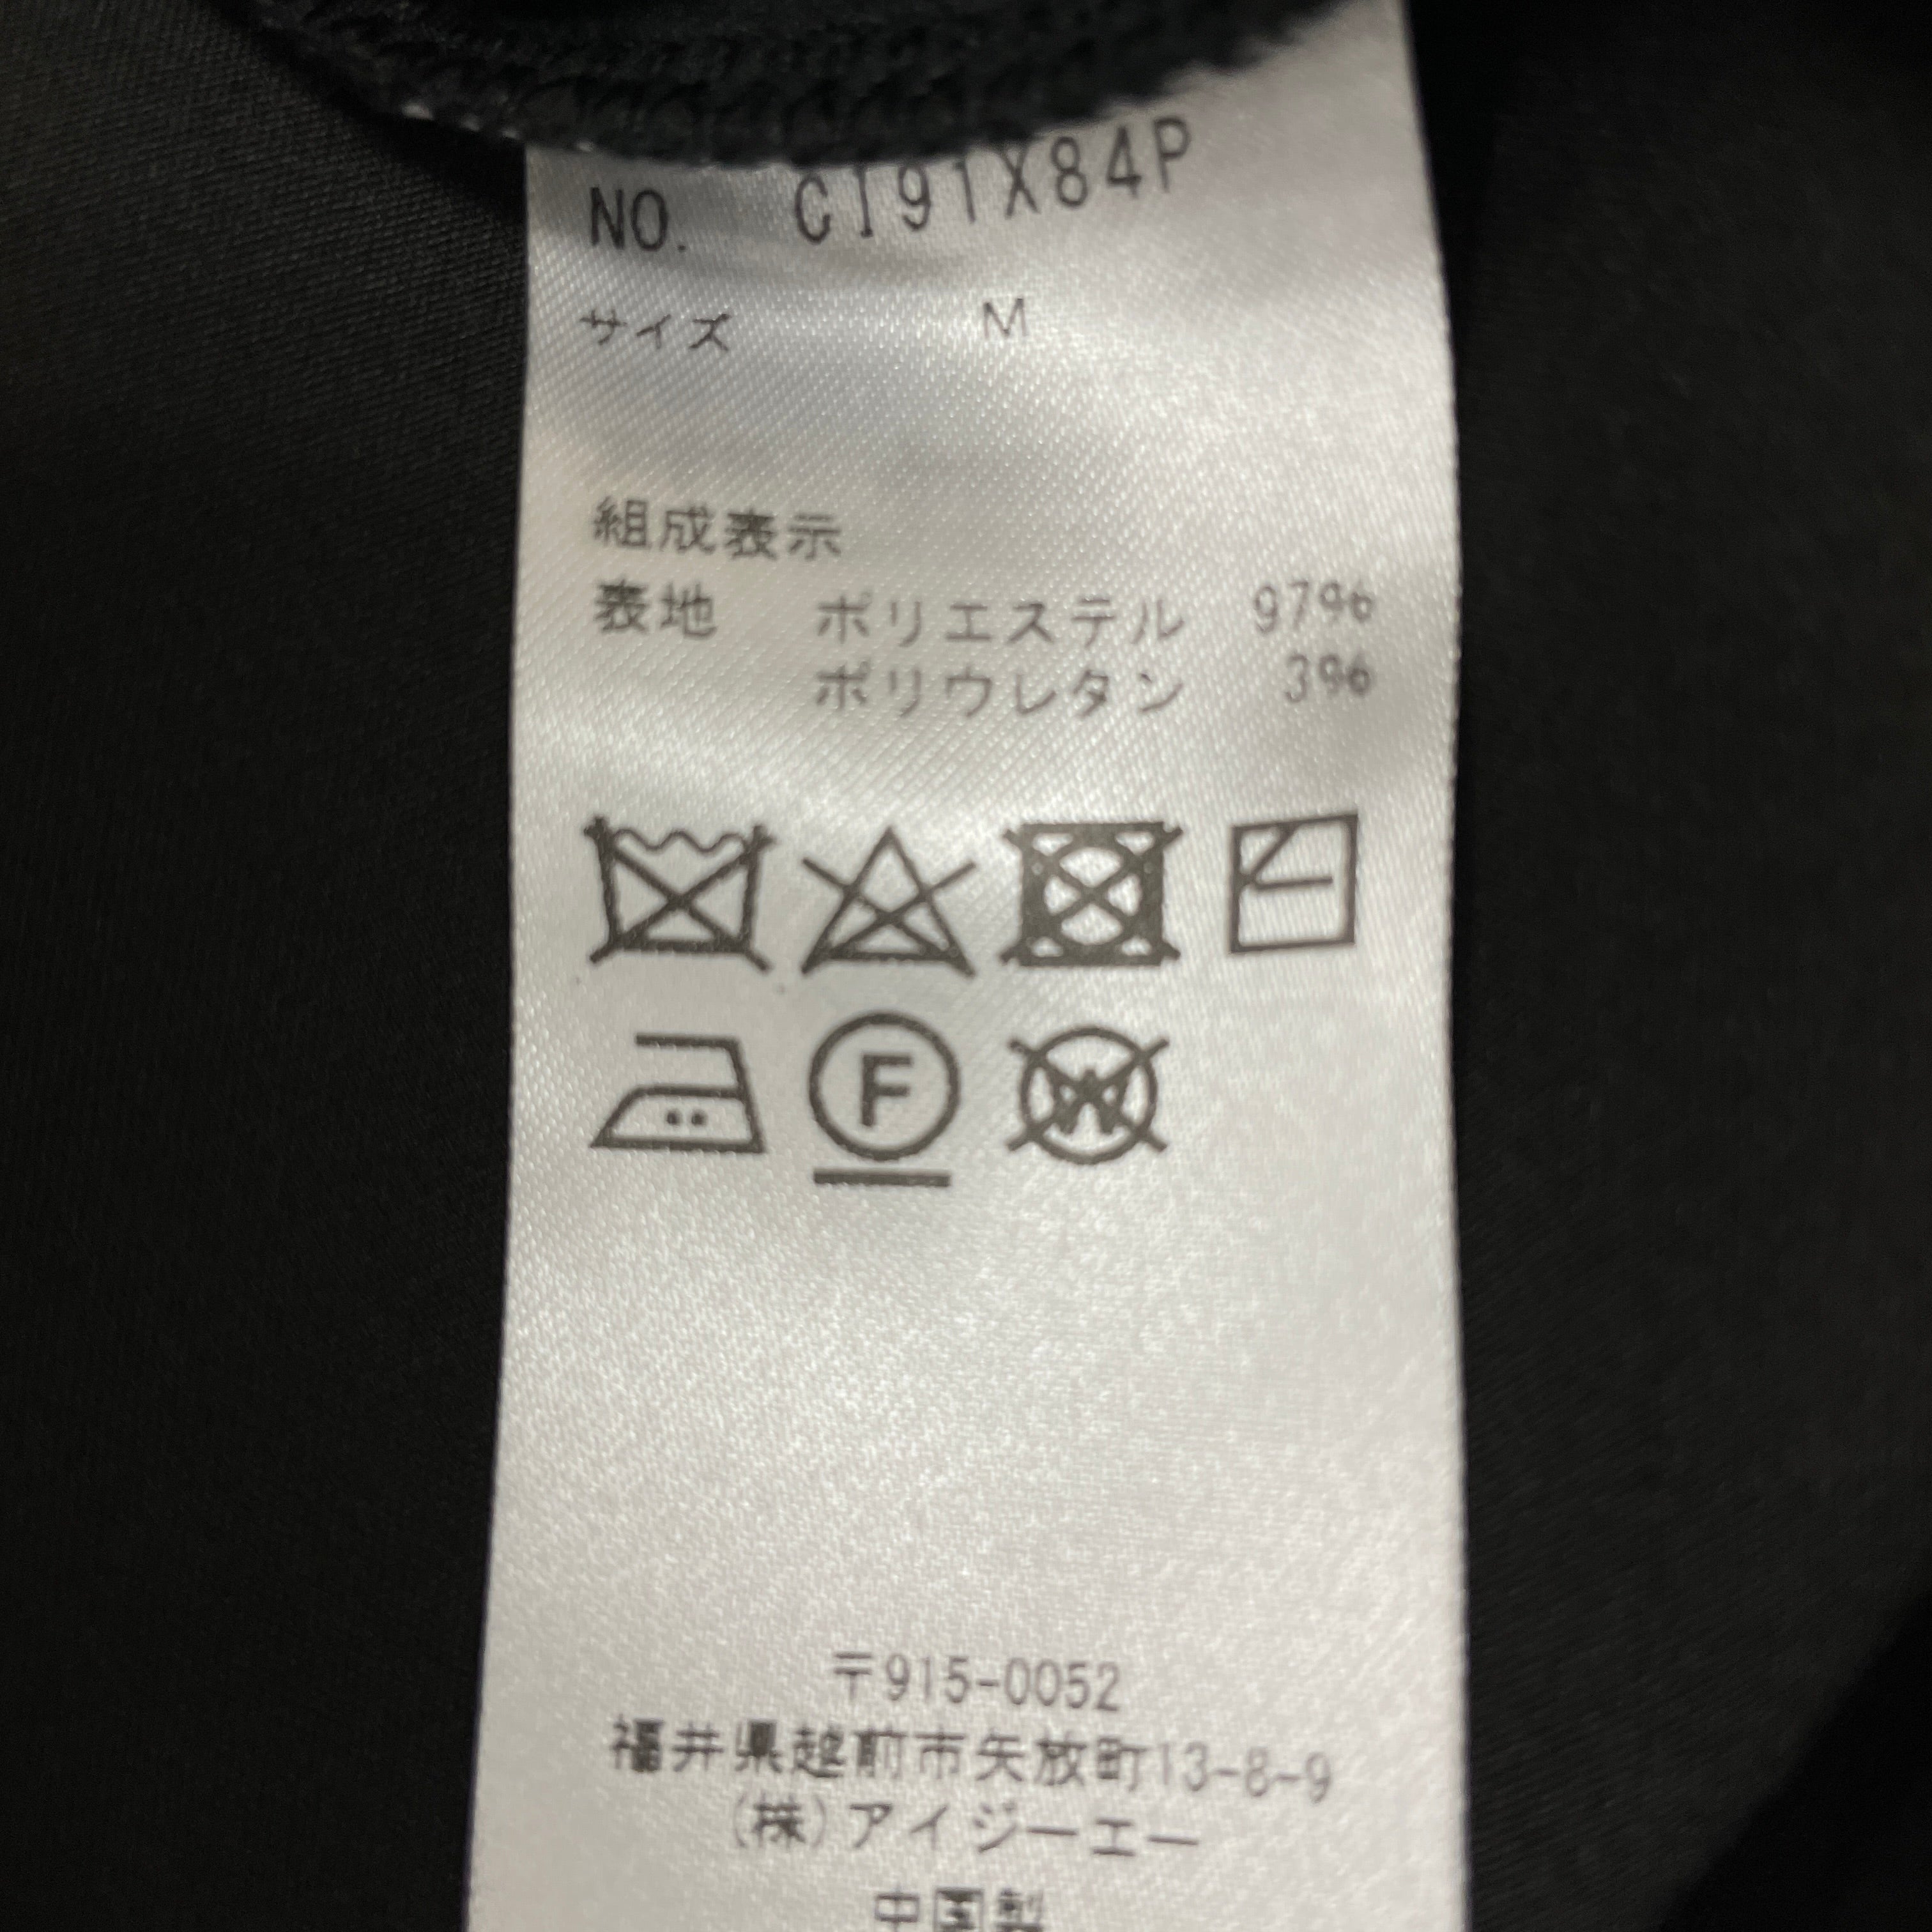 NO. CI91X84P
サイズ M
組成表示
表地 ポリエステル 97%
ポリウレタン 3%
F
W
〒915-0052
福井県越前市矢放町13-8-9
(株)アイジーエー
中国製